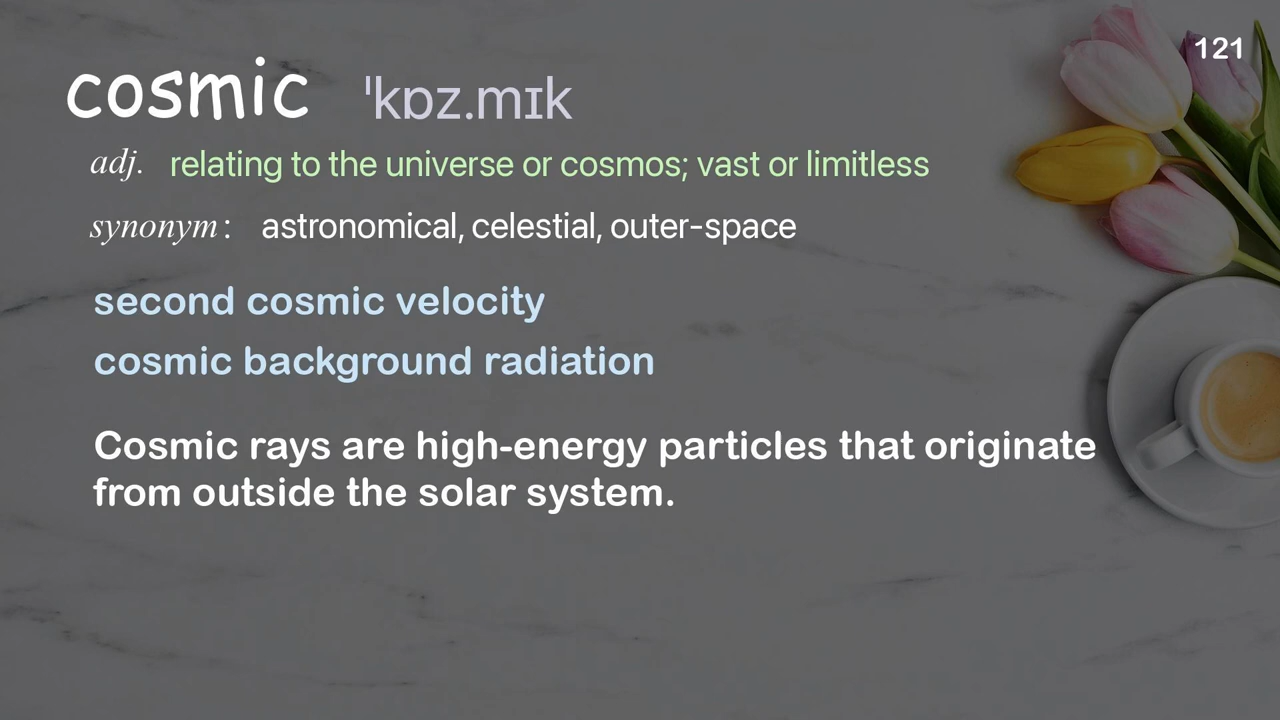 121
cosmic ˈkɒz.mɪk
adj. relating to the universe or cosmos; vast or limitless
synonym: astronomical, celestial, outer-space
second cosmic velocity
cosmic background radiation
Cosmic rays are high-energy particles that originate
from outside the solar system.